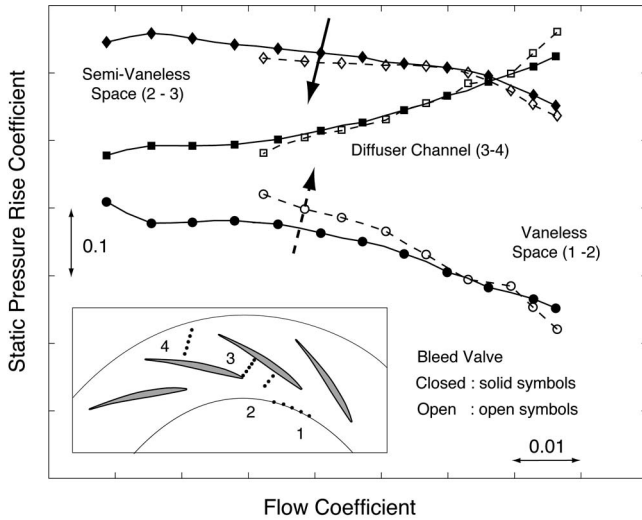 Static Pressure Rise Coefficient
Semi-Vaneless
Space (2 - 3)
Diffuser Channel (3-4)
0.1
Vaneless
Space (1 -2)
4
3
2
1
Bleed Valve
Closed : solid symbols
Open : open symbols
0.01
Flow Coefficient